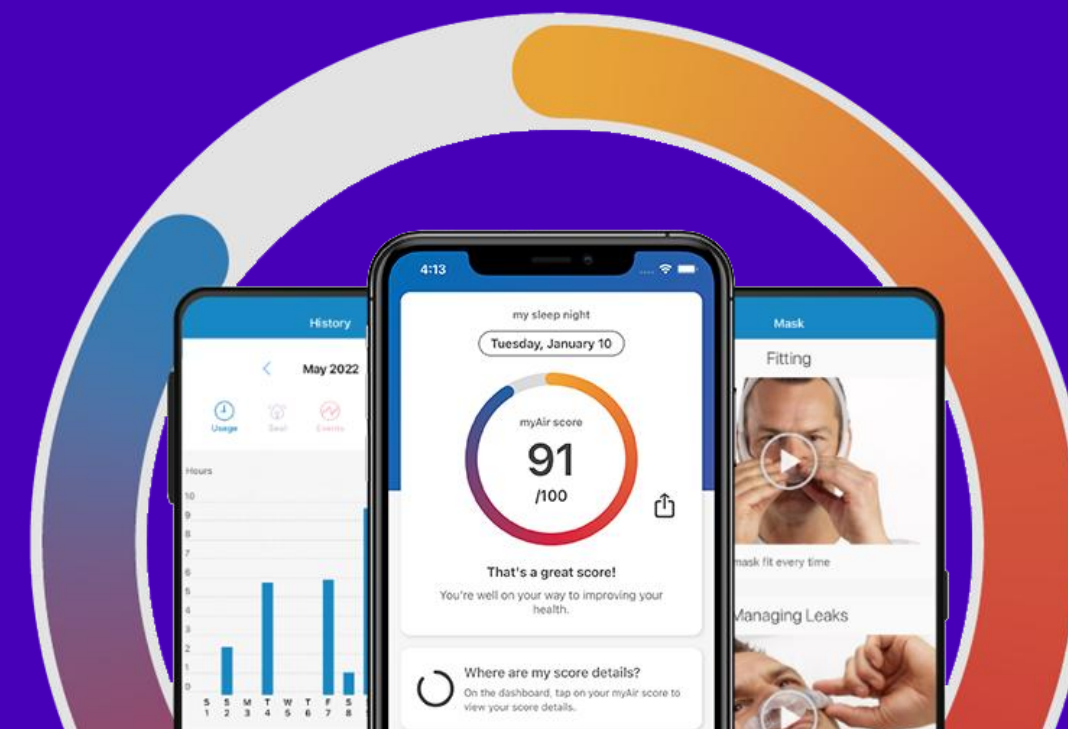 History
May 2022
Usage
Seal
Events
Hours
10
9
8
7
6
5
4
3
2
1
0
S S M T W T F S
1 2 3 4 5 6 7 8
4:13
my sleep night
Tuesday, January 10
myAir score
91
/100
That's a great score!
You're well on your way to improving your
health.
Where are my score details?
On the dashboard, tap on your myAir score to
view your score details.
Mask
Fitting
mask fit every time
Managing Leaks